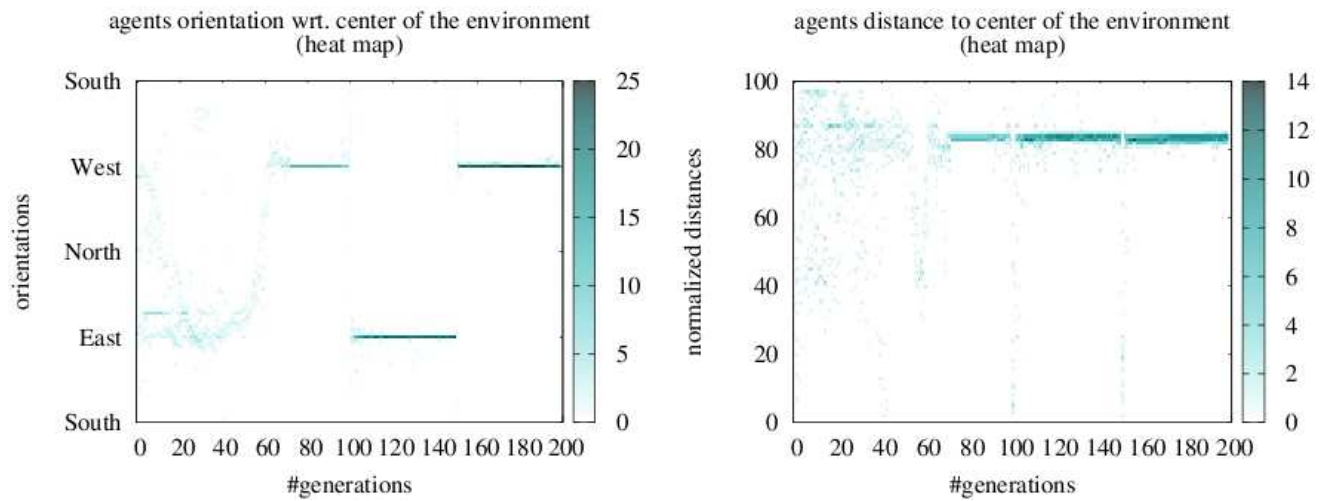 agents orientation wrt. center of the environment
(heat map)
South
West
North
East
South
orientations
0 20 40 60 80 100 120 140 160 180 200
#generations
25
20
15
10
5
0
agents distance to center of the environment
(heat map)
100
80
60
40
20
0
normalized distances
0 20 40 60 80 100 120 140 160 180 200
#generations
14
12
10
8
6
4
2
0